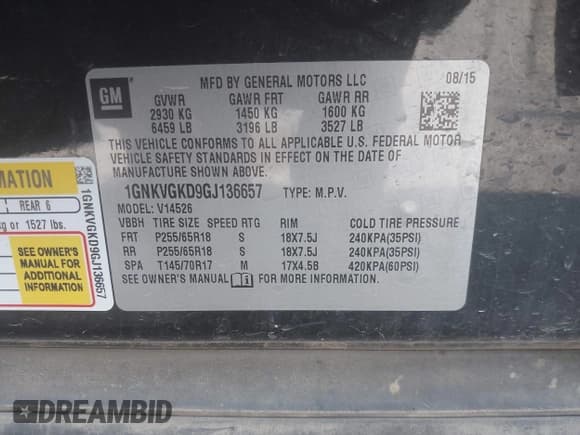 GM
MFD BY GENERAL MOTORS LLC 08/15
GVWR GAWR FRT GAWR RR
2930 KG 1450 KG 1600 KG
6459 LB 3196 LB 3527 LB
THIS VEHICLE CONFORMS TO ALL APPLICABLE U.S. FEDERAL MOTOR
VEHICLE SAFETY STANDARDS IN EFFECT ON THE DATE OF
MANUFACTURE SHOWN ABOVE.
1GNKVGKD9GJ136657 TYPE: M.P.V.
MODEL: V14526
VBBH TIRE SIZE SPEED RTG RIM COLD TIRE PRESSURE
FRT P255/65R18 S 18X7.5J 240KPA(35PSI)
RR P255/65R18 S 18X7.5J 240KPA(35PSI)
SPA T145/70R17 M 17X4.5B 420KPA(60PSI)
SEE OWNER'S MANUAL FOR MORE INFORMATION
MATION
REAR 6
kg or 1527 lbs.
SEE OWNER'S
MANUAL FOR
ADDITIONAL
INFORMATION
1GNKVGKD9GJ136657
DREAMBID